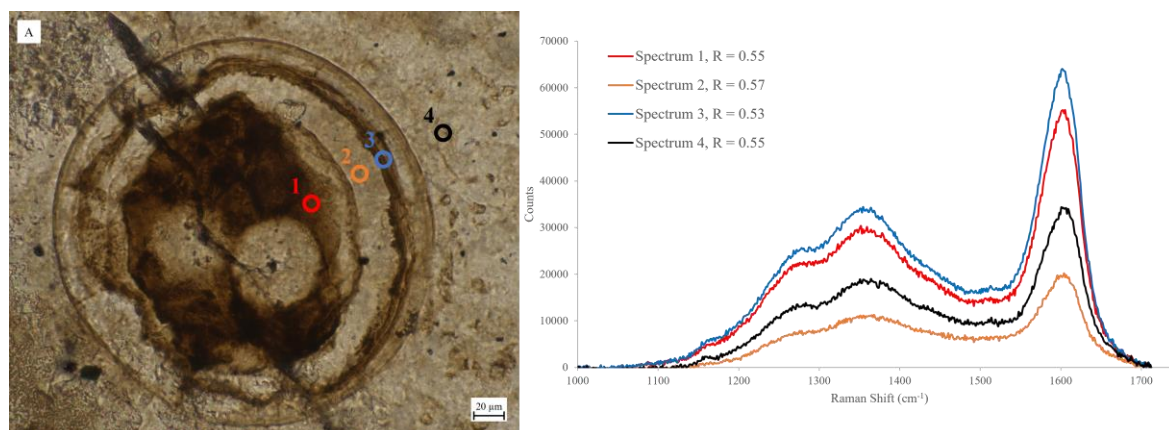 A
1
2
3
4
20 µm
70000
60000
50000
40000
30000
20000
10000
0
Counts
Spectrum 1, R = 0.55
Spectrum 2, R = 0.57
Spectrum 3, R = 0.53
Spectrum 4, R = 0.55
1000 1100 1200 1300 1400 1500 1600 1700
Raman Shift (cm⁻¹)